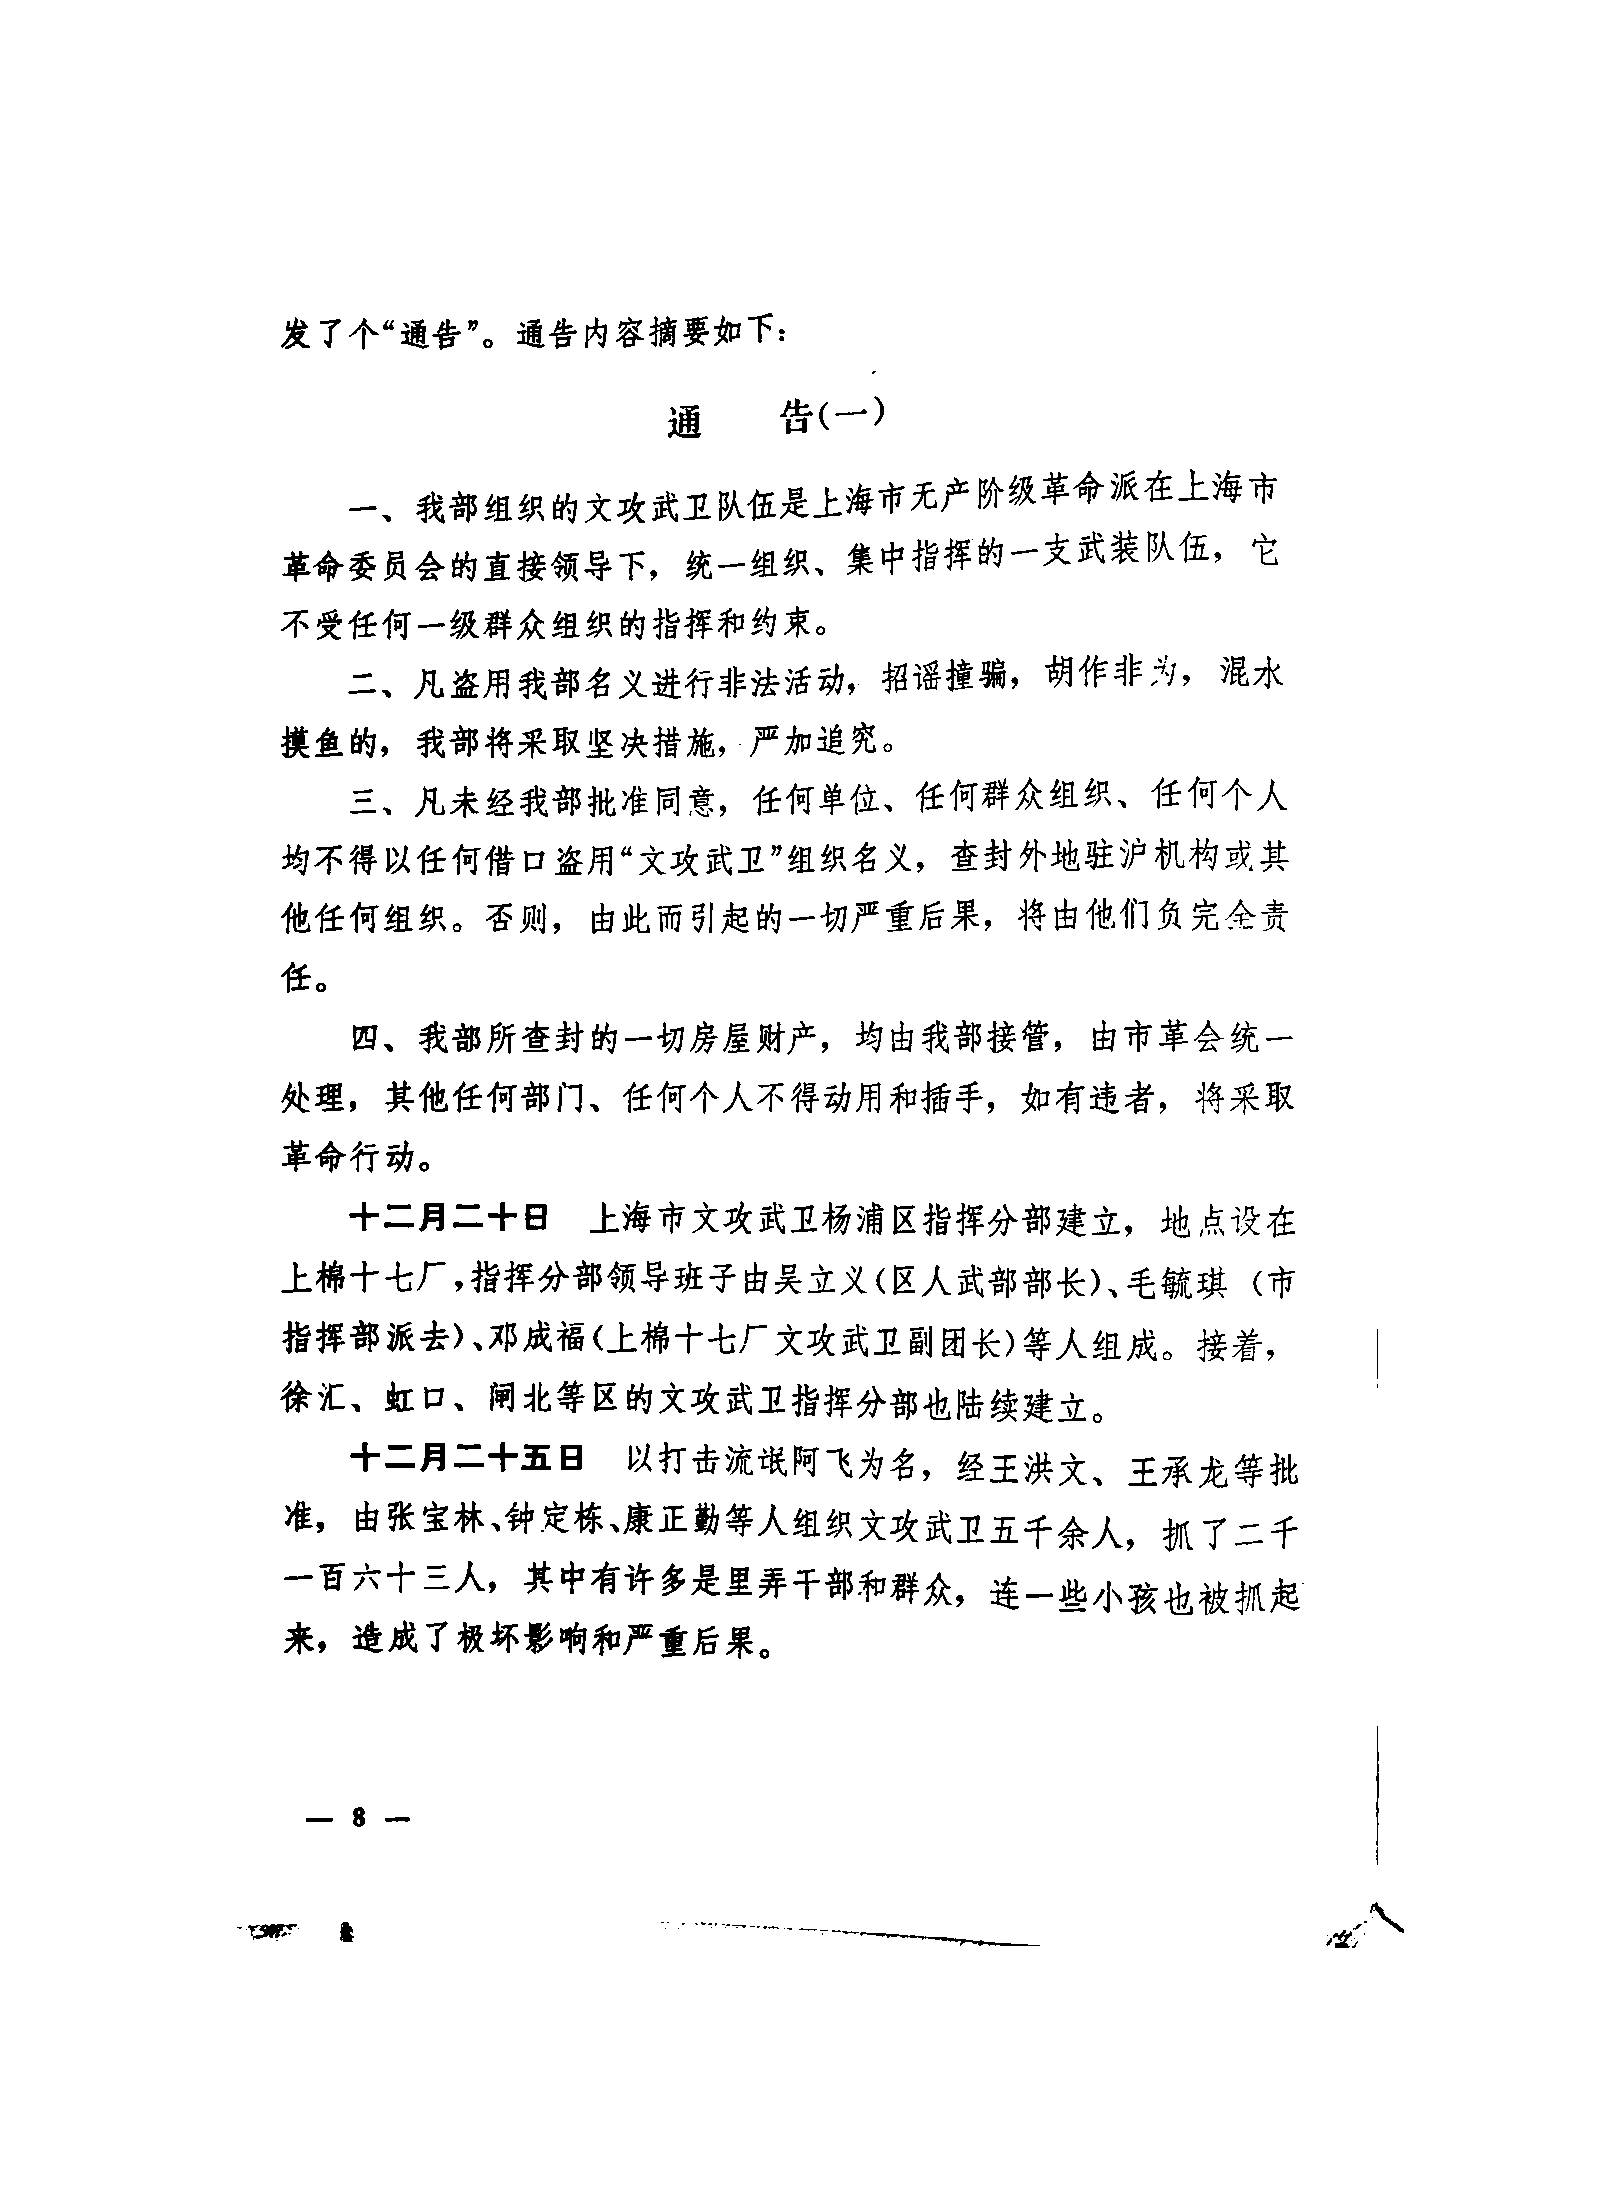 发了个“通告”。通告内容摘要如下：
通　　告(一)
一、我部组织的文攻武卫队伍是上海市无产阶级革命派在上海市
革命委员会的直接领导下，统一组织、集中指挥的一支武装队伍，它
不受任何一级群众组织的指挥和约束。
二、凡盗用我部名义进行非法活动，招谣撞骗，胡作非为，混水
摸鱼的，我部将采取坚决措施，严加追究。
三、凡未经我部批准同意，任何单位、任何群众组织、任何个人
均不得以任何借口盗用“文攻武卫”组织名义，查封外地驻沪机构或其
他任何组织。否则，由此而引起的一切严重后果，将由他们负完全责
任。
四、我部所查封的一切房屋财产，均由我部接管，由市革会统一
处理，其他任何部门、任何个人不得动用和插手，如有违者，将采取
革命行动。
十二月二十日　上海市文攻武卫杨浦区指挥分部建立，地点设在
上棉十七厂，指挥分部领导班子由吴立义(区人武部部长)、毛毓琪（市
指挥部派去)、邓成福(上棉十七厂文攻武卫副团长)等人组成。接着，
徐汇、虹口、闸北等区的文攻武卫指挥分部也陆续建立。
十二月二十五日　以打击流氓阿飞为名，经王洪文、王承龙等批
准，由张宝林、钟定栋、康正勤等人组织文攻武卫五千余人，抓了二千
一百六十三人，其中有许多是里弄干部和群众，连一些小孩也被抓起
来，造成了极坏影响和严重后果。
— 8 —